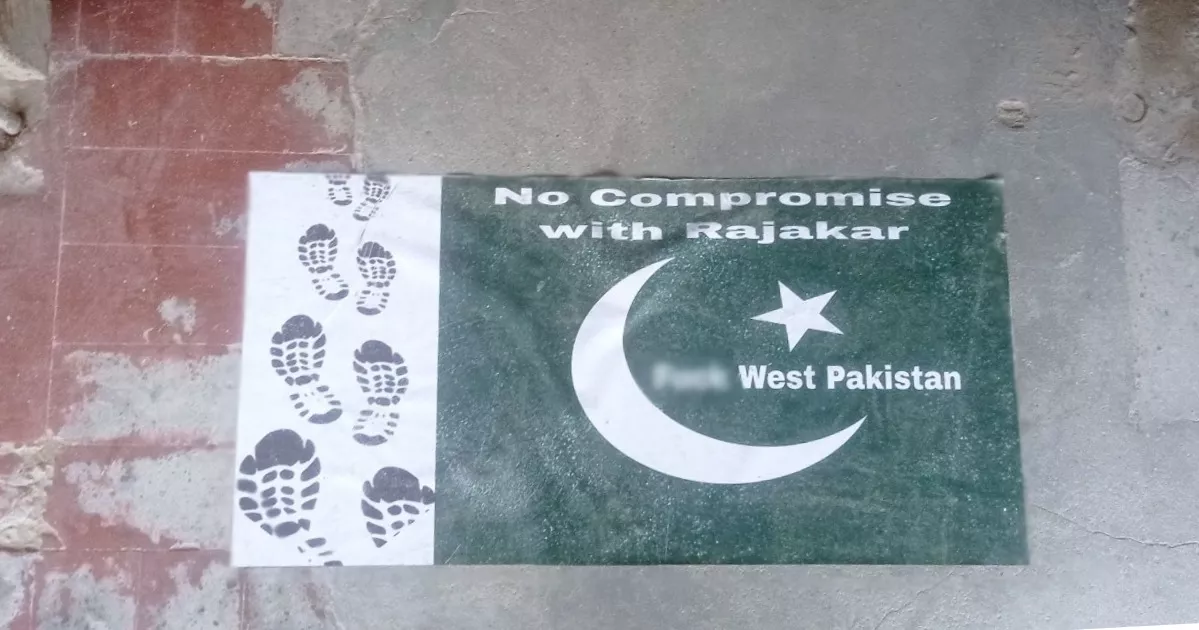 No Compromise
with Rajakar
West Pakistan